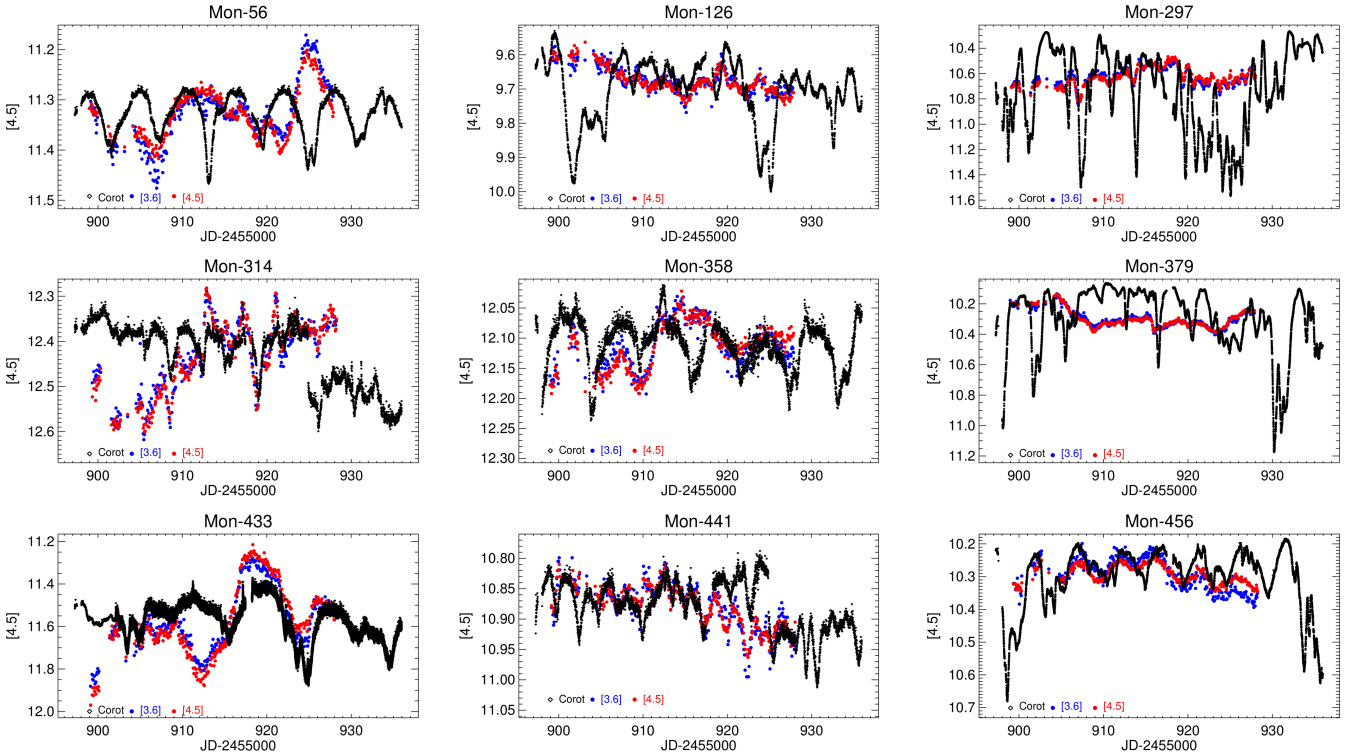 Mon-56
[4.5]
11.2
11.3
11.4
11.5
Corot [3.6] [4.5]
900 910 920 930
JD-2455000
Mon-126
[4.5]
9.6
9.7
9.8
9.9
10.0
Corot [3.6] [4.5]
900 910 920 930
JD-2455000
Mon-297
[4.5]
10.4
10.6
10.8
11.0
11.2
11.4
11.6
Corot [3.6] [4.5]
900 910 920 930
JD-2455000
Mon-314
[4.5]
12.3
12.4
12.5
12.6
Corot [3.6] [4.5]
900 910 920 930
JD-2455000
Mon-358
[4.5]
12.05
12.10
12.15
12.20
12.25
12.30
Corot [3.6] [4.5]
900 910 920 930
JD-2455000
Mon-379
[4.5]
10.2
10.4
10.6
10.8
11.0
11.2
Corot [3.6] [4.5]
900 910 920 930
JD-2455000
Mon-433
[4.5]
11.2
11.4
11.6
11.8
12.0
Corot [3.6] [4.5]
900 910 920 930
JD-2455000
Mon-441
[4.5]
10.80
10.85
10.90
10.95
11.00
11.05
Corot [3.6] [4.5]
900 910 920 930
JD-2455000
Mon-456
[4.5]
10.2
10.3
10.4
10.5
10.6
10.7
Corot [3.6] [4.5]
900 910 920 930
JD-2455000